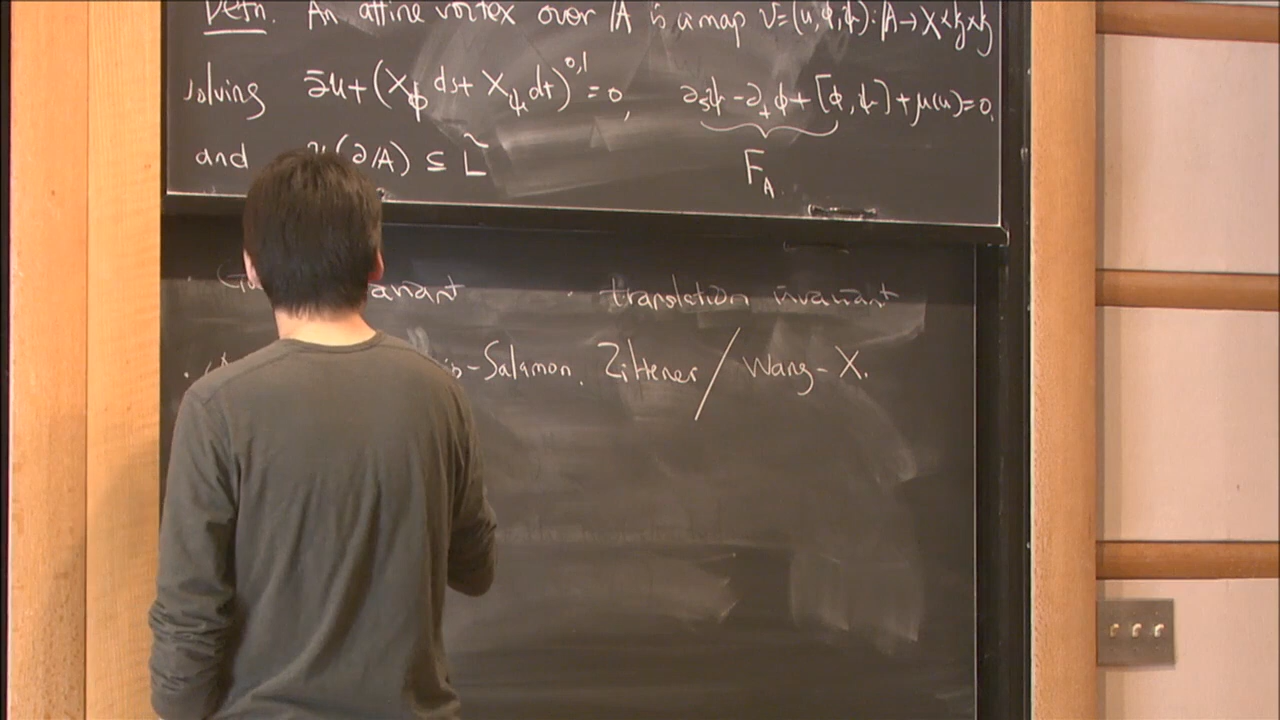 Defn. An affine vortex over /A is a map v=(u,ϕ,ψ): /A → X×𝔨×𝔨
solving ∂̄u+(X_ϕ ds+ X_ψ dt)^{0,1}=0, ∂_sψ-∂_tϕ+[ϕ,ψ]+μ(u)=0,
and (∂/A) ⊆ L̃ F_A.
· ariant · translation invariant
· -Salamon. Ziltener / Wang-X.